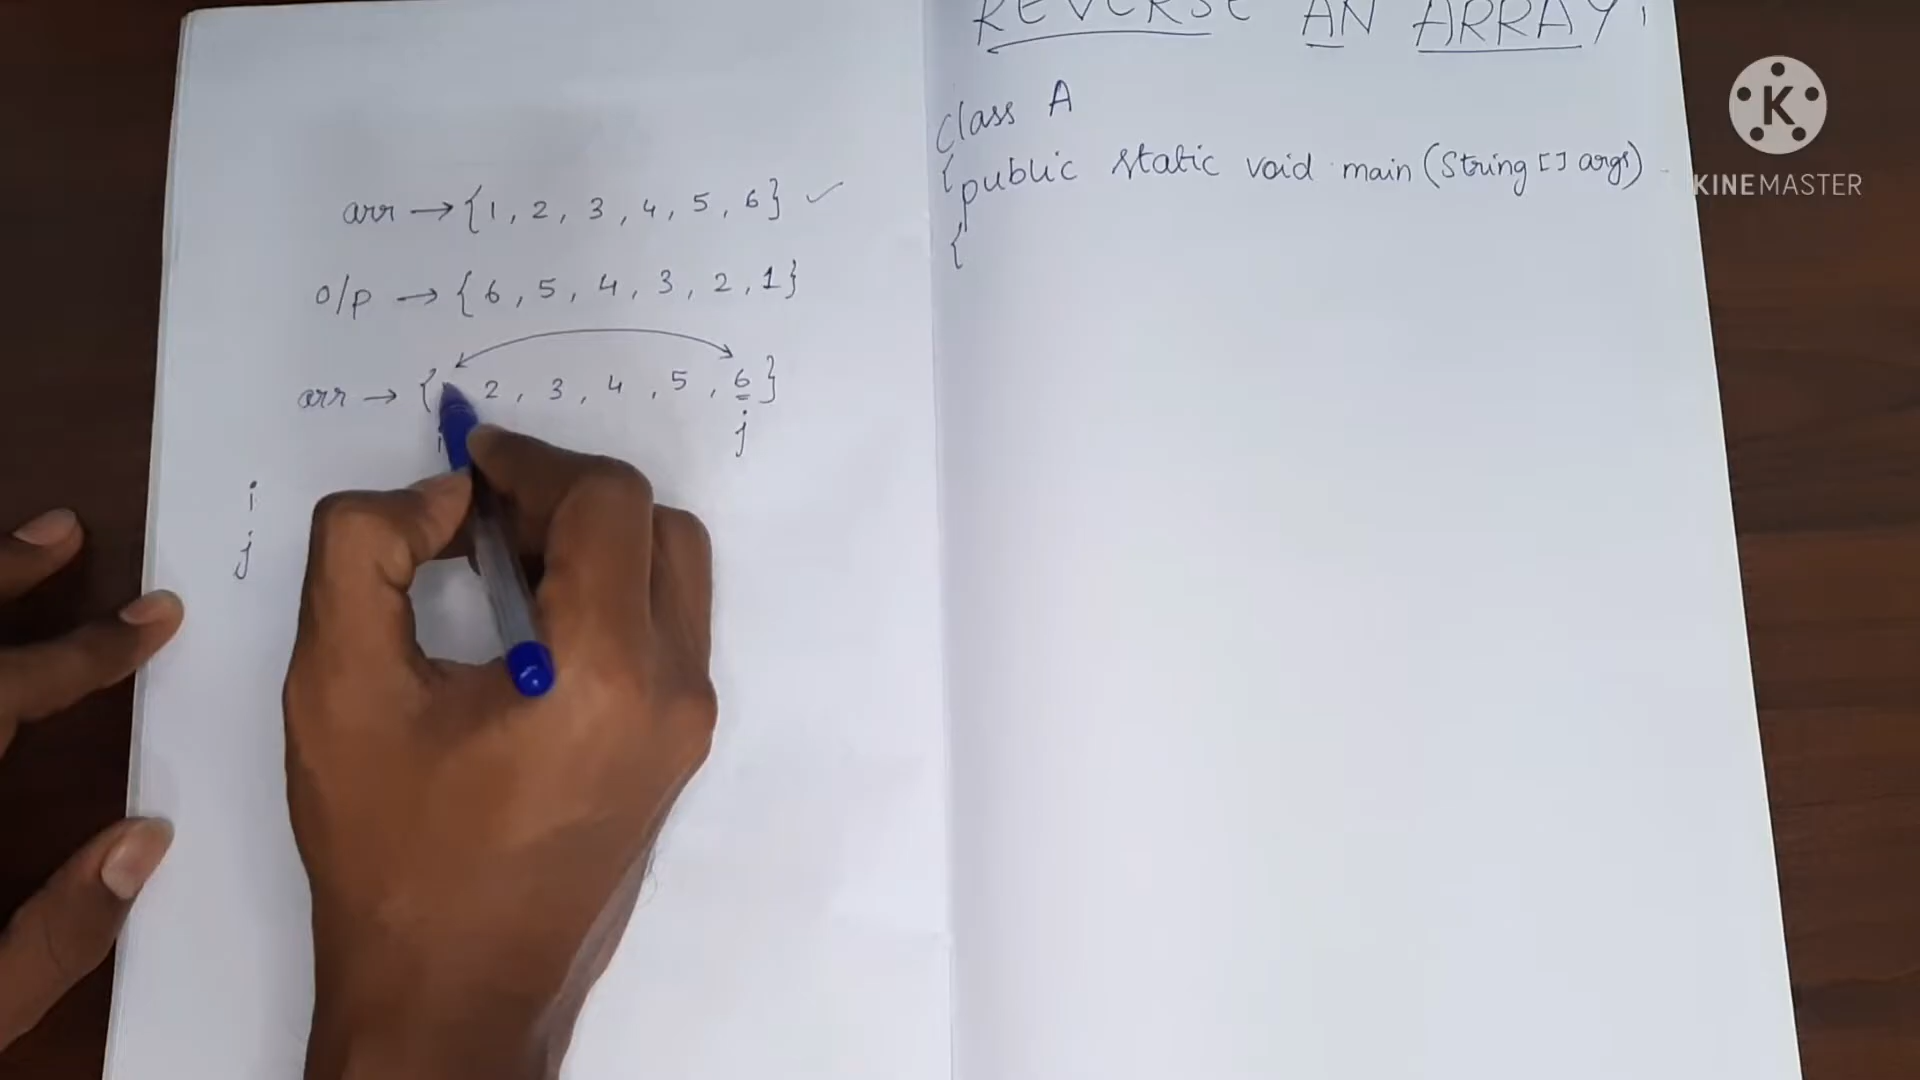 arr → {1, 2, 3, 4, 5, 6} ✓
o/p → {6, 5, 4, 3, 2, 1}
arr → { 2, 3, 4, 5, 6}
i j
i
j
REVERSE AN ARRAY
class A
{public static void main (String [] args)
{
K
KINEMASTER